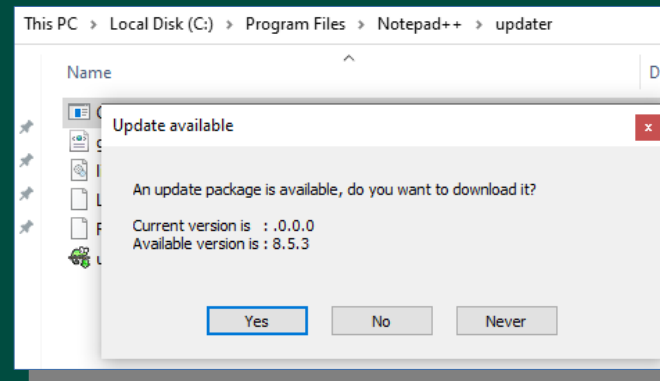 This PC > Local Disk (C:) > Program Files > Notepad++ > updater
Name
Update available
x
An update package is available, do you want to download it?
Current version is : .0.0.0
Available version is : 8.5.3
Yes No Never